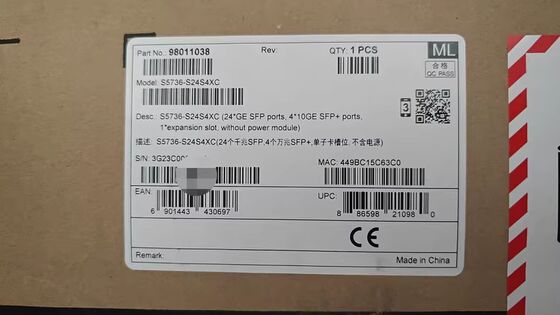 Part No.: 98011038 Rev: QTY: 1 PCS ML
合格
QC PASS
Model: S5736-S24S4XC
Desc.: S5736-S24S4XC (24*GE SFP ports, 4*10GE SFP+ ports,
1*expansion slot, without power module)
3
描述: S5736-S24S4XC(24个千兆SFP,4个万兆SFP+,单子卡槽位, 不含电源)
S/N: 3G23C00 MAC: 449BC15C63C0
EAN: UPC:
6 901443 430697 8 86598 21098 0
CE
Remark: Made in China